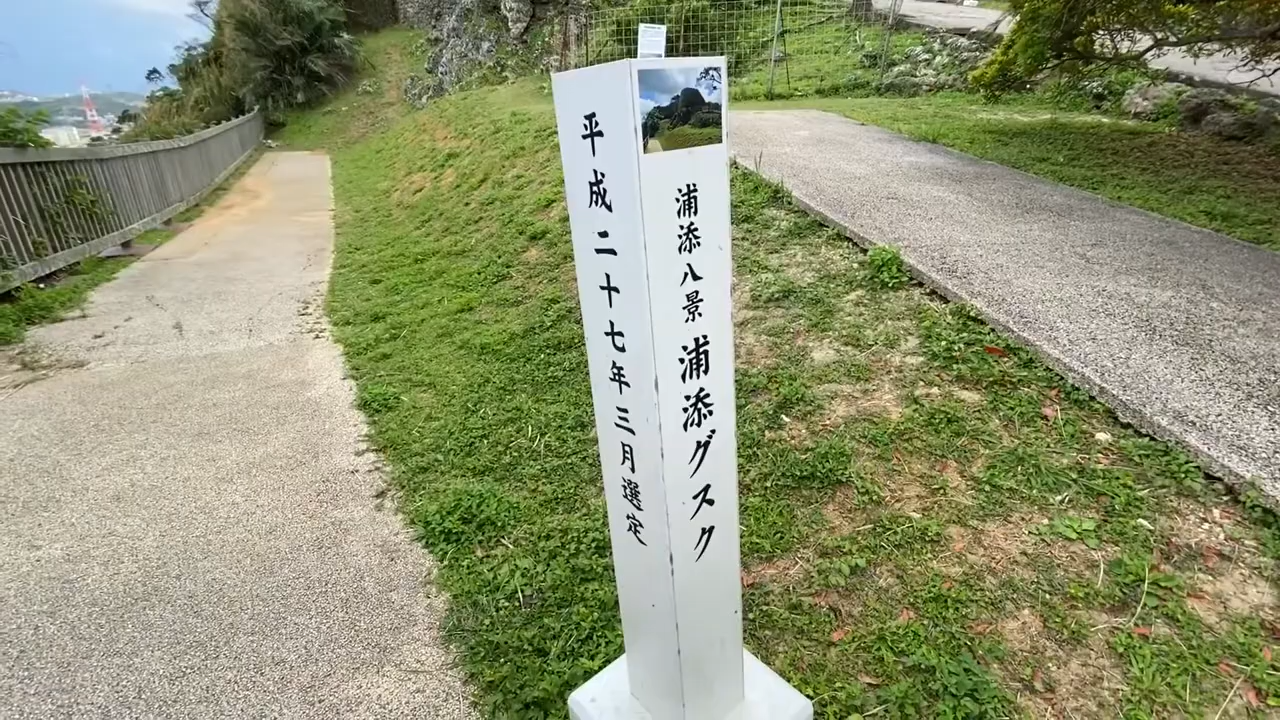 浦添八景 浦添グスク
平成二十七年三月選定